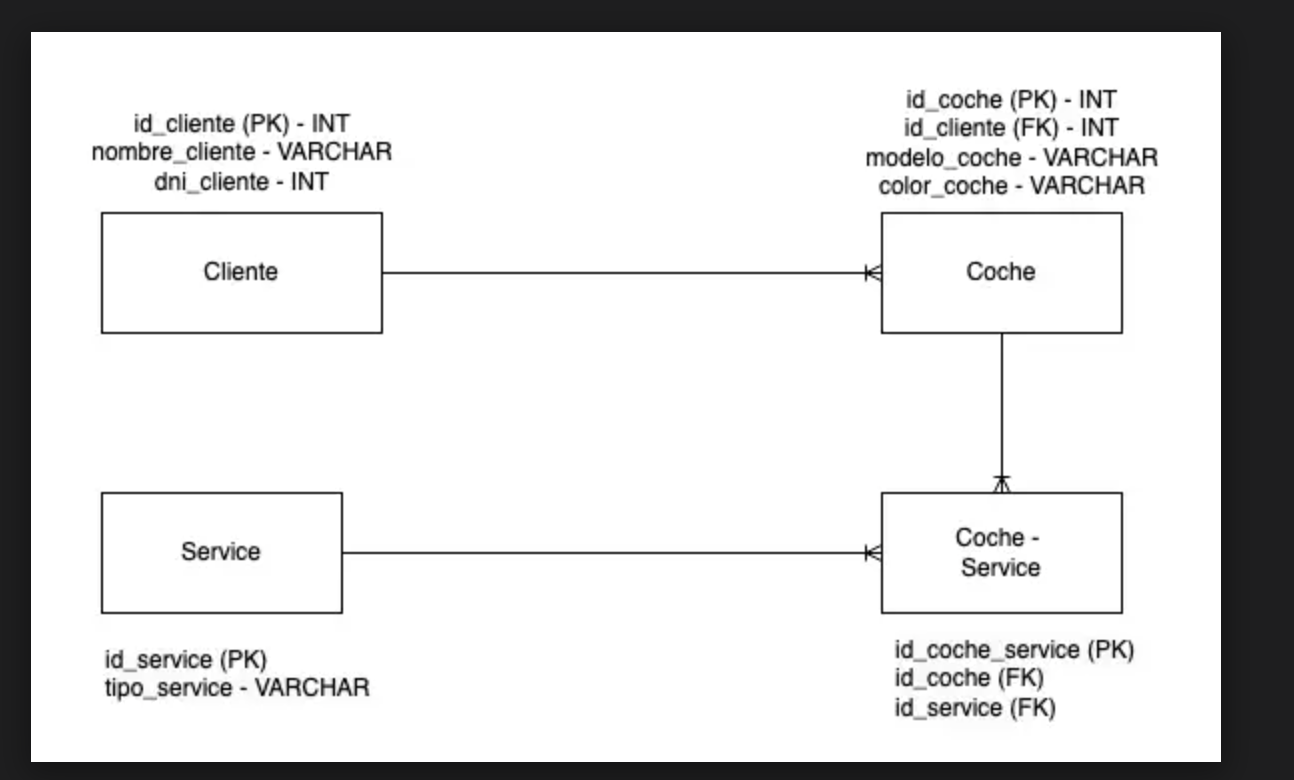 id_cliente (PK) - INT
nombre_cliente - VARCHAR
dni_cliente - INT
Cliente
id_coche (PK) - INT
id_cliente (FK) - INT
modelo_coche - VARCHAR
color_coche - VARCHAR
Coche
Service
id_service (PK)
tipo_service - VARCHAR
Coche -
Service
id_coche_service (PK)
id_coche (FK)
id_service (FK)